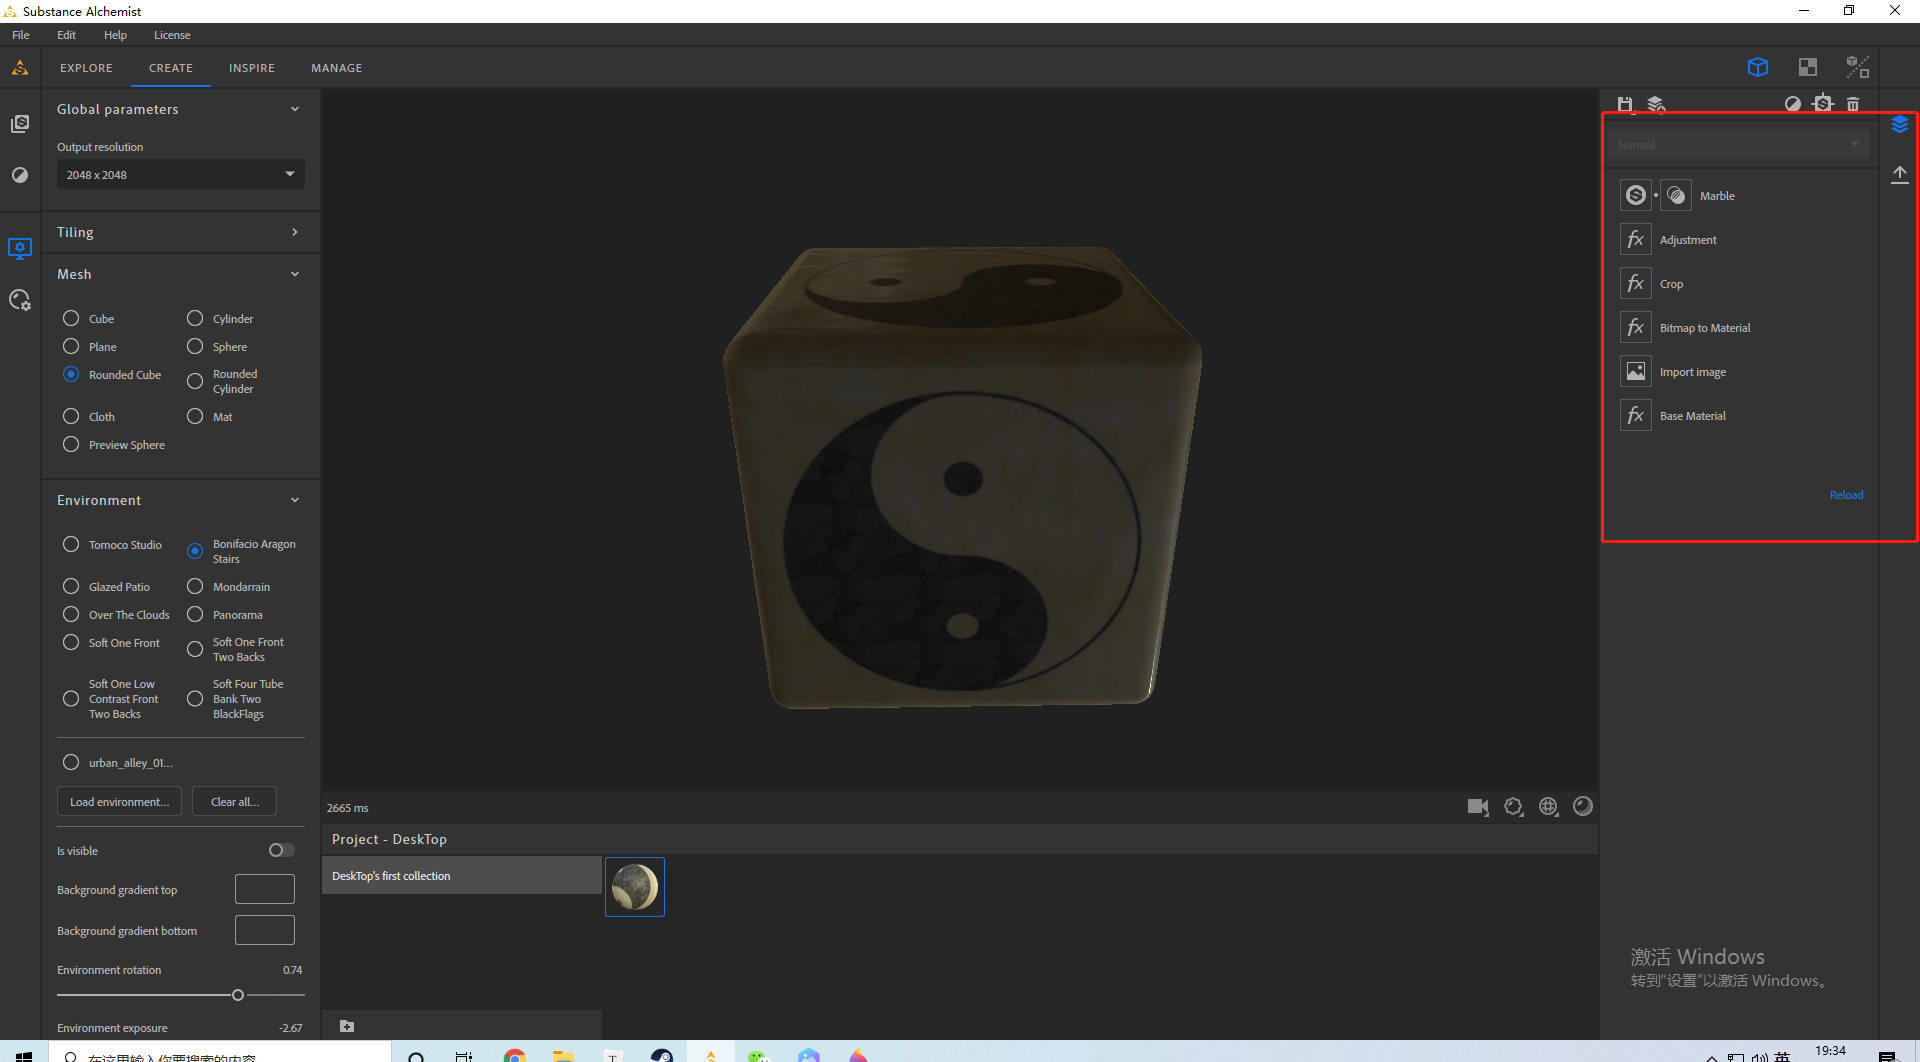 Substance Alchemist
File Edit Help License
EXPLORE CREATE INSPIRE MANAGE
Global parameters
Output resolution
2048 x 2048
Tiling
Mesh
Cube
Cylinder
Plane
Sphere
Rounded Cube
Rounded
Cylinder
Cloth
Mat
Preview Sphere
Environment
Tomoco Studio
Bonifacio Aragon
Stairs
Glazed Patio
Mondarrain
Over The Clouds
Panorama
Soft One Front
Soft One Front
Two Backs
Soft One Low
Contrast Front
Two Backs
Soft Four Tube
Bank Two
BlackFlags
urban_alley_01...
Load environment...
Clear all...
Is visible
Background gradient top
Background gradient bottom
Environment rotation 0.74
Environment exposure -2.67
2665 ms
Project - DeskTop
DeskTop's first collection
Normal
Marble
fx Adjustment
fx Crop
fx Bitmap to Material
Import image
fx Base Material
Reload
激活 Windows
转到“设置”以激活 Windows。
在这里输入你要搜索的内容
T
英
19:34